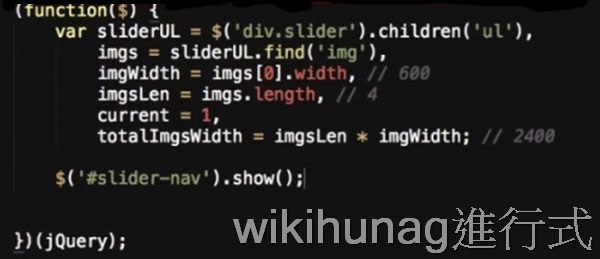 (function($) {
    var sliderUL = $('div.slider').children('ul'),
        imgs = sliderUL.find('img'),
        imgWidth = imgs[0].width, // 600
        imgsLen = imgs.length, // 4
        current = 1,
        totalImgsWidth = imgsLen * imgWidth; // 2400

    $('#slider-nav').show();

})(jQuery);
wikihunag進行式